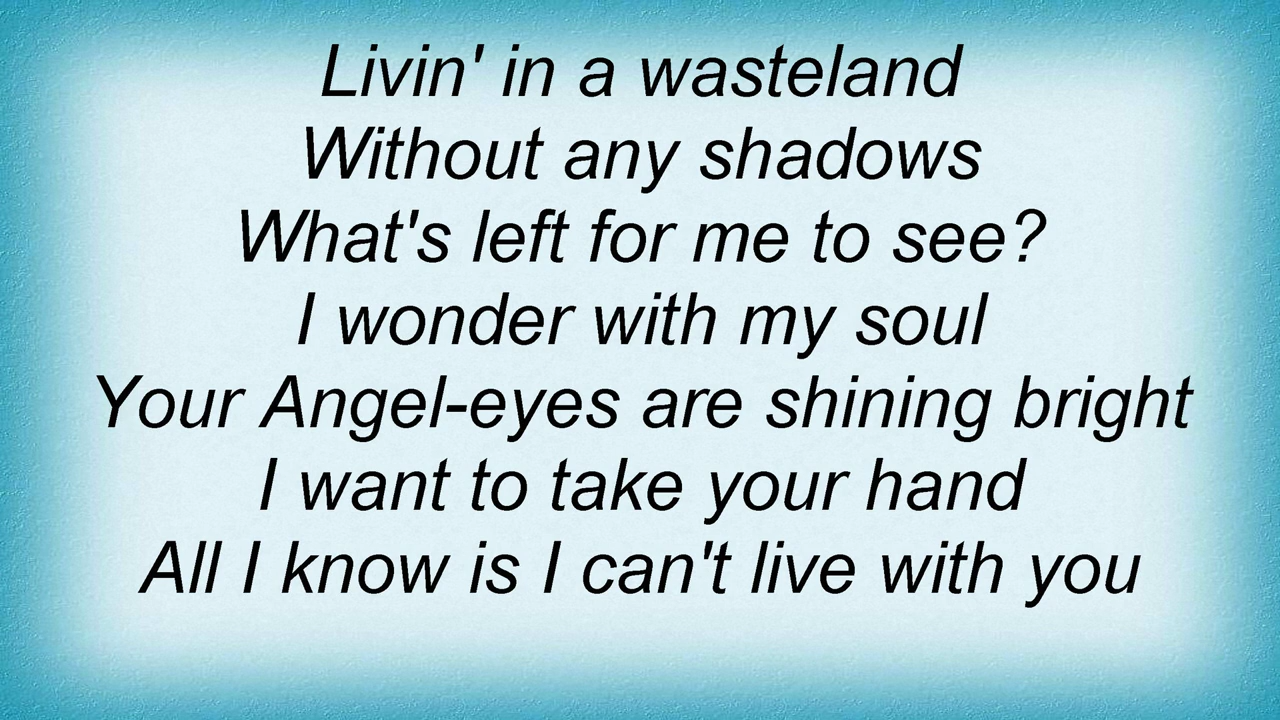 Livin' in a wasteland
Without any shadows
What's left for me to see?
I wonder with my soul
Your Angel-eyes are shining bright
I want to take your hand
All I know is I can't live with you